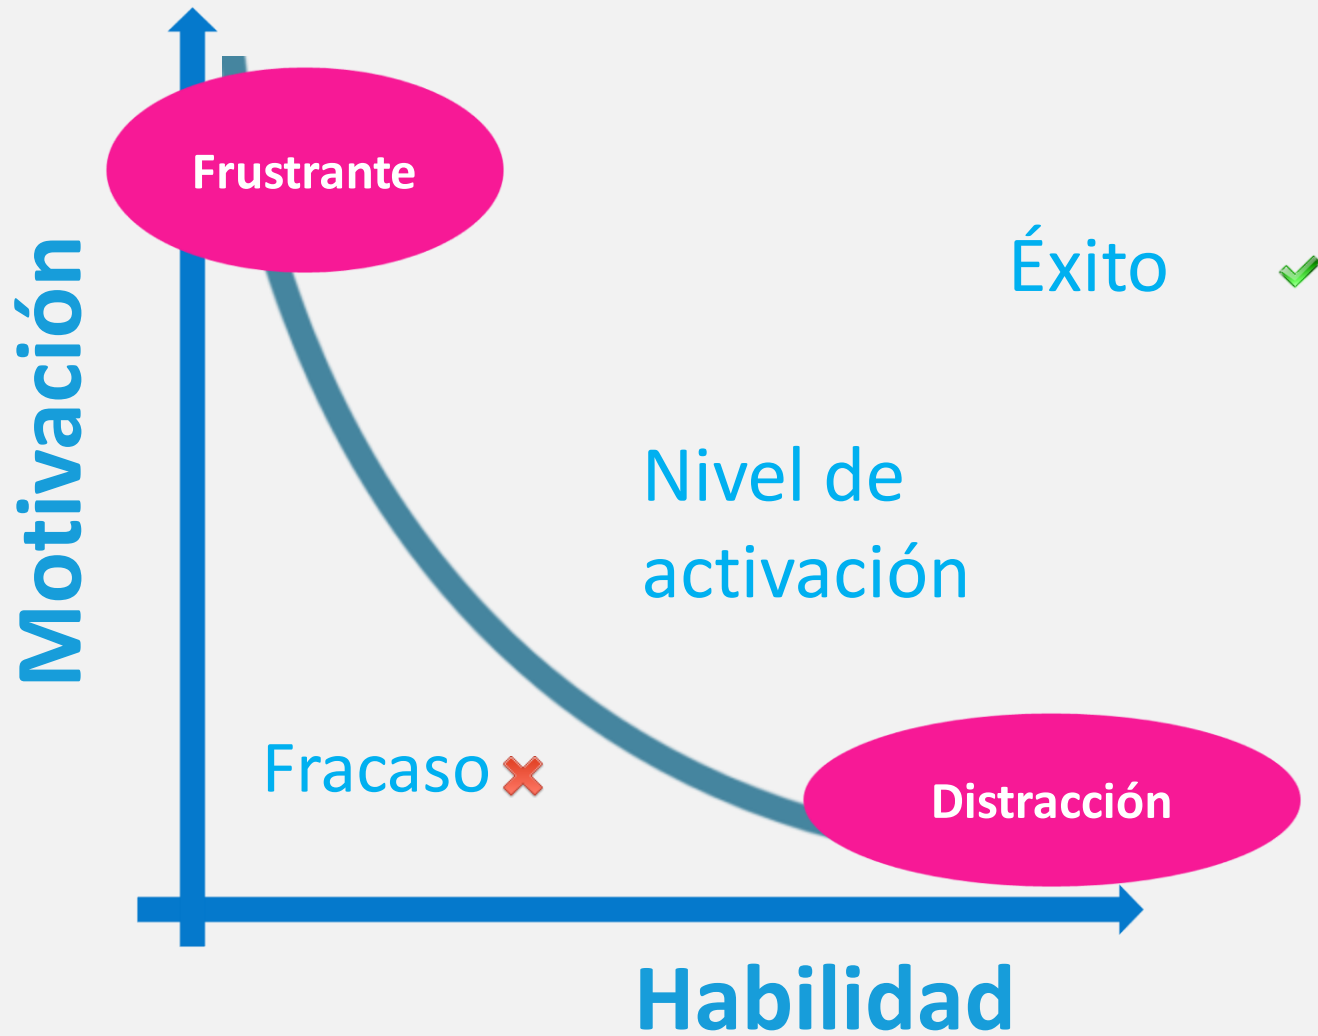 Frustrante
Éxito
Motivación
Nivel de
activación
Fracaso
Distracción
Habilidad